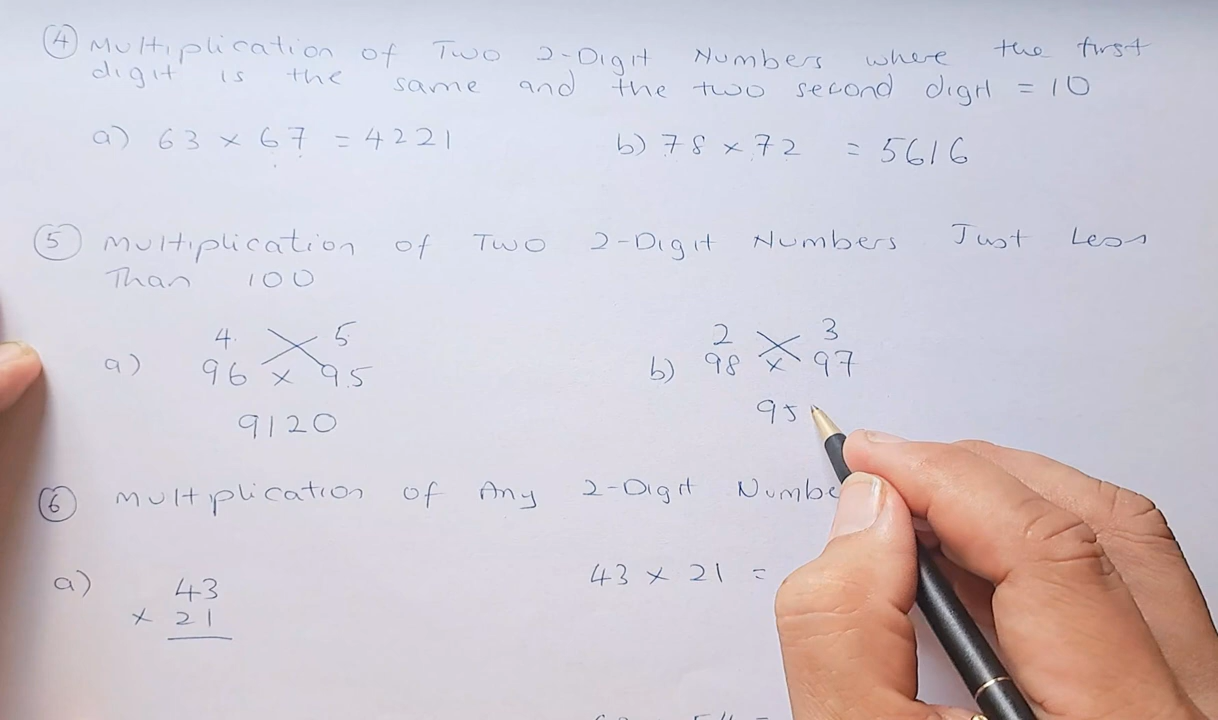 ④ Multiplication of Two 2-Digit Numbers where the first
digit is the same and the two second digit = 10
a) 63 × 67 = 4221
b) 78 × 72 = 5616
⑤ Multiplication of Two 2-Digit Numbers Just Less
Than 100
4 5
a) 96 × 95
9120
2 3
b) 98 × 97
95
⑥ Multiplication of Any 2-Digit Numbe
a) 43
× 21
43 × 21 =